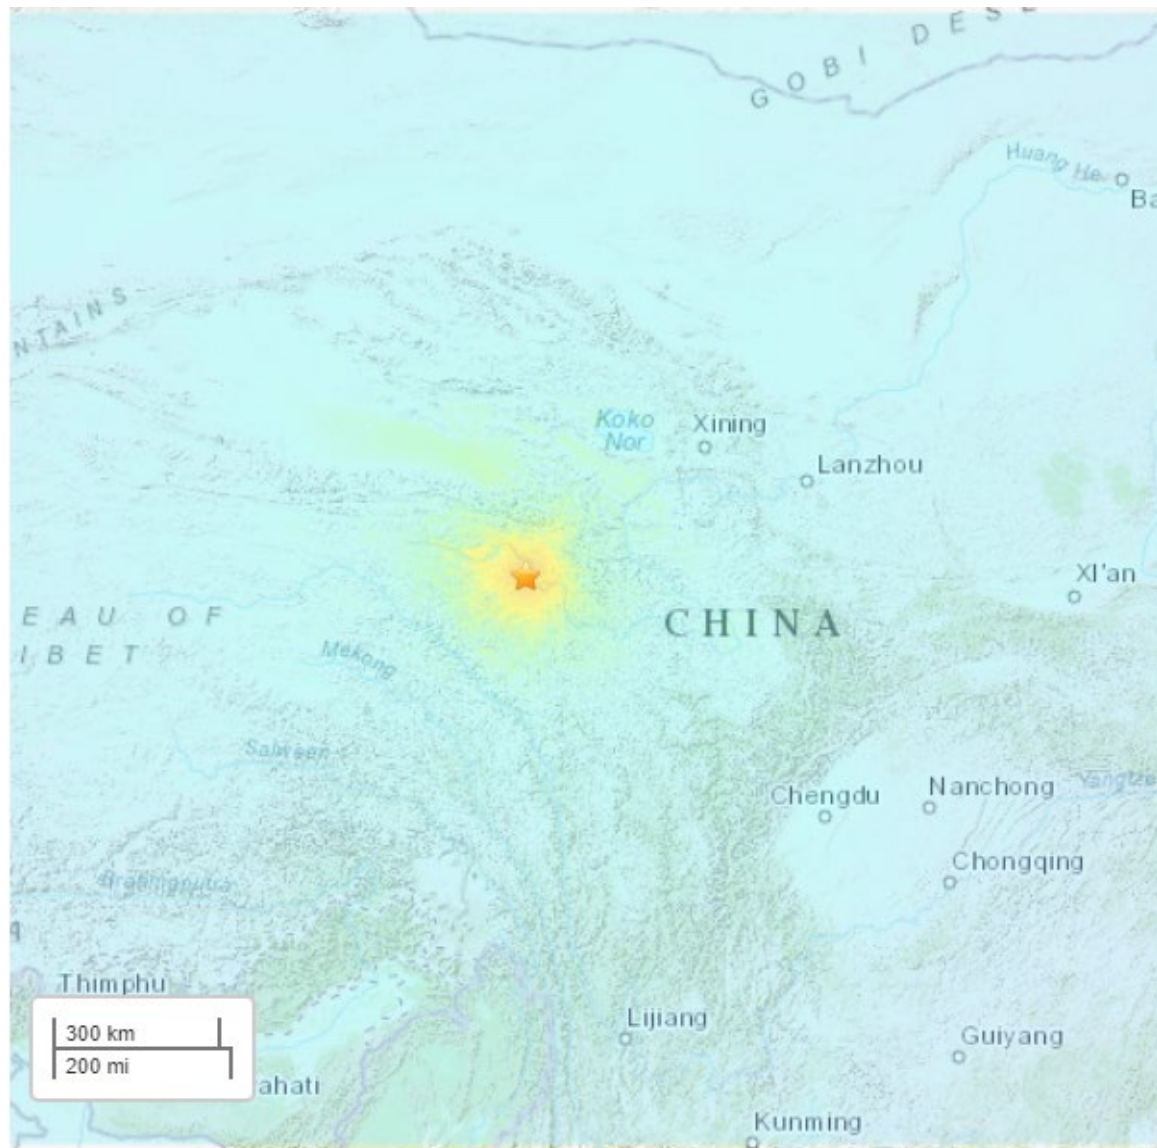 GOBI DESE
Huang He
Ba
NTAINS
Koko
Nor
Xining
Lanzhou
XI'an
EAU OF
IBET
CHINA
Mekong
Salween
Chengdu
Nanchong
Yangtze
Chongqing
Brahmaputra
Thimphu
300 km
200 mi
ahati
Lijiang
Guiyang
Kunming